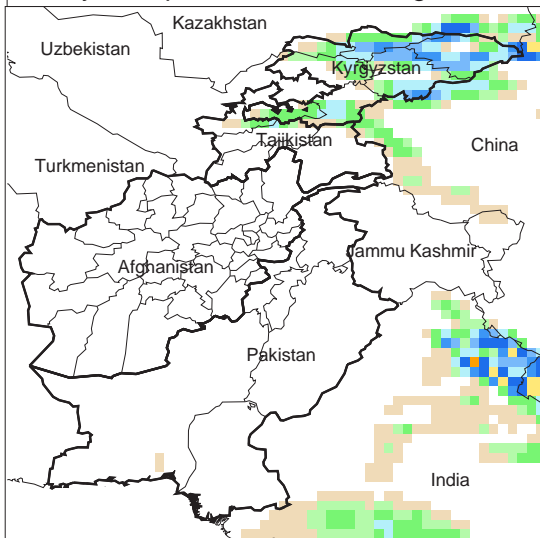 Kazakhstan
Uzbekistan
Kyrgyzstan
Tajikistan
China
Turkmenistan
Jammu Kashmir
Afghanistan
Pakistan
India